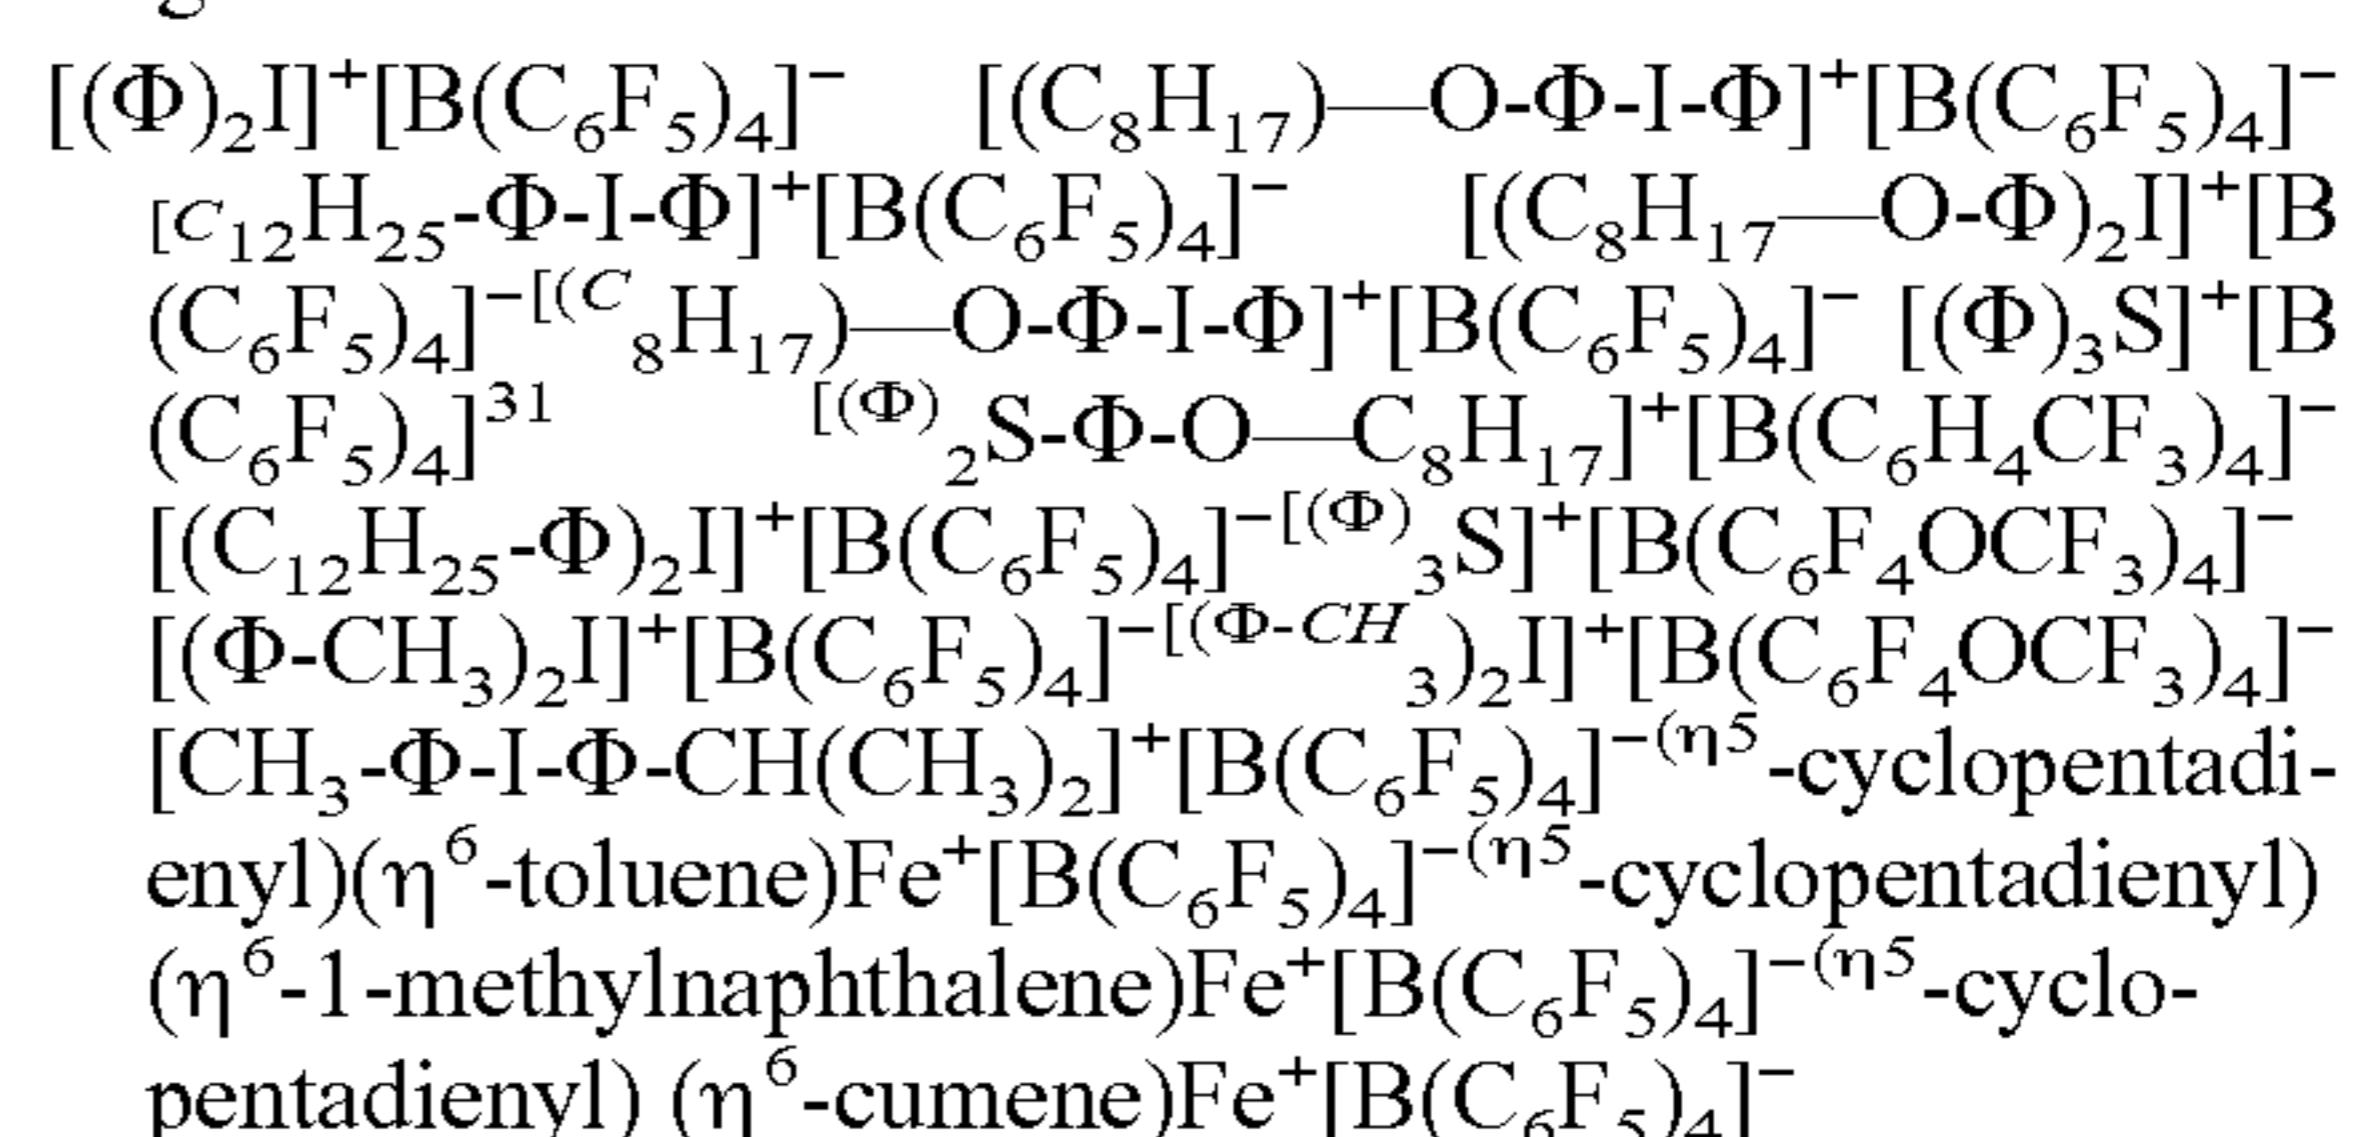 [(Φ)₂I]⁺[B(C₆F₅)₄]⁻ [(C₈H₁₇)—O-Φ-I-Φ]⁺[B(C₆F₅)₄]⁻
[C₁₂H₂₅-Φ-I-Φ]⁺[B(C₆F₅)₄]⁻ [(C₈H₁₇—O-Φ)₂I]⁺[B
(C₆F₅)₄]⁻[(C₈H₁₇)—O-Φ-I-Φ]⁺[B(C₆F₅)₄]⁻ [(Φ)₃S]⁺[B
(C₆F₅)₄]³¹ [(Φ)₂S-Φ-O—C₈H₁₇]⁺[B(C₆H₄CF₃)₄]⁻
[(C₁₂H₂₅-Φ)₂I]⁺[B(C₆F₅)₄]⁻[(Φ)₃S]⁺[B(C₆F₄OCF₃)₄]⁻
[(Φ-CH₃)₂I]⁺[B(C₆F₅)₄]⁻[(Φ-CH₃)₂I]⁺[B(C₆F₄OCF₃)₄]⁻
[CH₃-Φ-I-Φ-CH(CH₃)₂]⁺[B(C₆F₅)₄]⁻(η⁵-cyclopentadi-
enyl)(η⁶-toluene)Fe⁺[B(C₆F₅)₄]⁻(η⁵-cyclopentadienyl)
(η⁶-1-methylnaphthalene)Fe⁺[B(C₆F₅)₄]⁻(η⁵-cyclo-
pentadienyl) (η⁶-cumene)Fe⁺[B(C₆F₅)₄]⁻